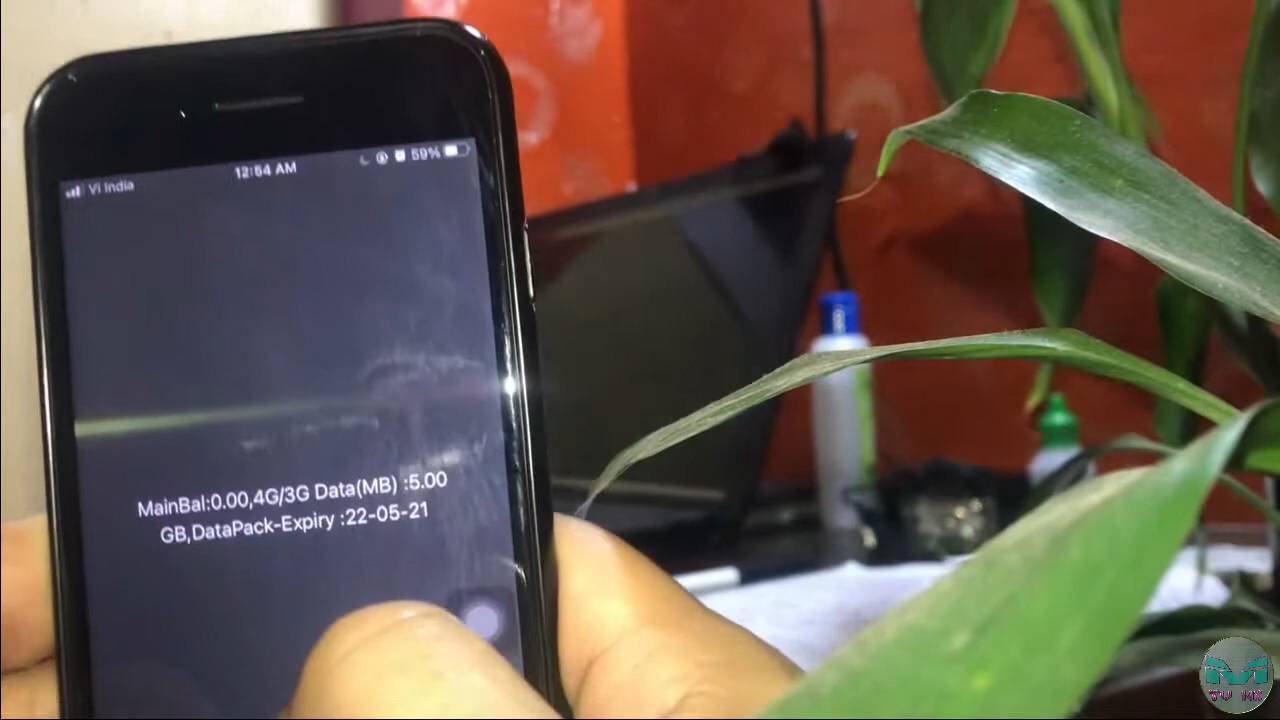 Vi India
12:54 AM
59%
MainBal:0.00,4G/3G Data(MB) :5.00
GB,DataPack-Expiry :22-05-21